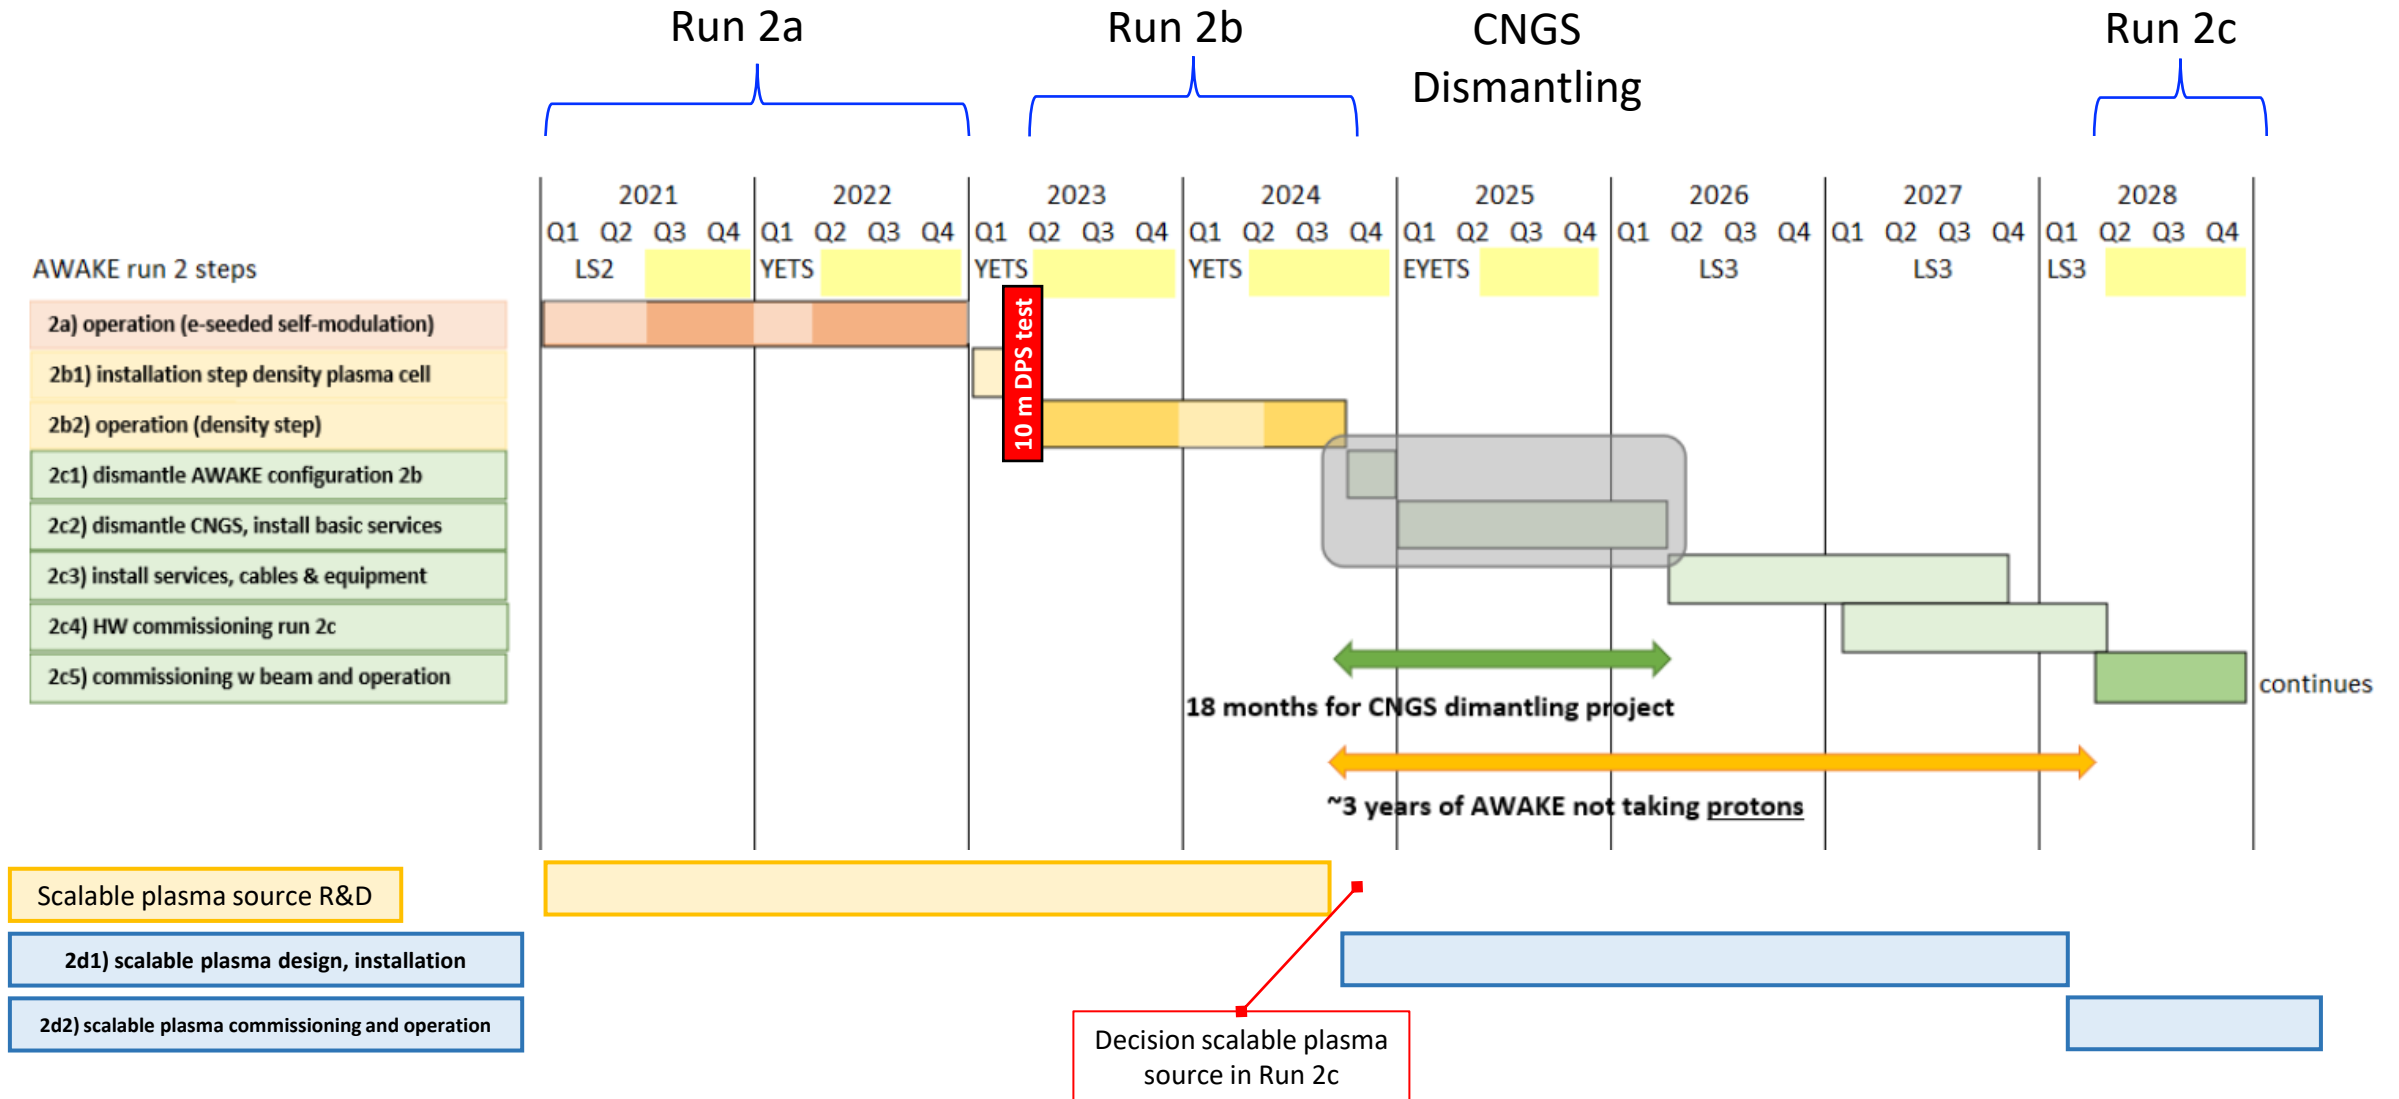 Run 2a
Run 2b
CNGS
Dismantling
Run 2c
2021 2022 2023 2024 2025 2026 2027 2028
Q1 Q2 Q3 Q4 Q1 Q2 Q3 Q4 Q1 Q2 Q3 Q4 Q1 Q2 Q3 Q4 Q1 Q2 Q3 Q4 Q1 Q2 Q3 Q4 Q1 Q2 Q3 Q4 Q1 Q2 Q3 Q4
AWAKE run 2 steps LS2 YETS YETS YETS EYETS LS3 LS3 LS3
2a) operation (e-seeded self-modulation)
10 m DPS test
2b1) installation step density plasma cell
2b2) operation (density step)
2c1) dismantle AWAKE configuration 2b
2c2) dismantle CNGS, install basic services
2c3) install services, cables & equipment
2c4) HW commissioning run 2c
2c5) commissioning w beam and operation
continues
18 months for CNGS dimantling project
~3 years of AWAKE not taking protons
Scalable plasma source R&D
2d1) scalable plasma design, installation
2d2) scalable plasma commissioning and operation
Decision scalable plasma
source in Run 2c